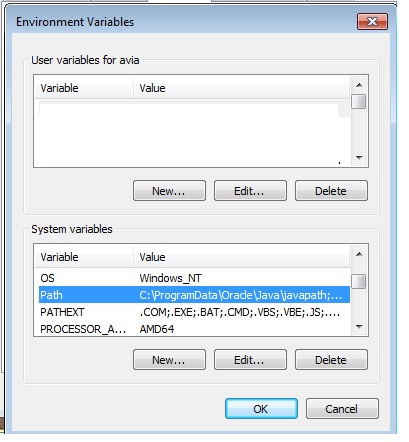 Environment Variables
User variables for avia
Variable Value
New... Edit... Delete
System variables
Variable Value
OS Windows_NT
Path C:\ProgramData\Oracle\Java\javapath;...
PATHEXT .COM;.EXE;.BAT;.CMD;.VBS;.VBE;.JS;....
PROCESSOR_A... AMD64
New... Edit... Delete
OK Cancel